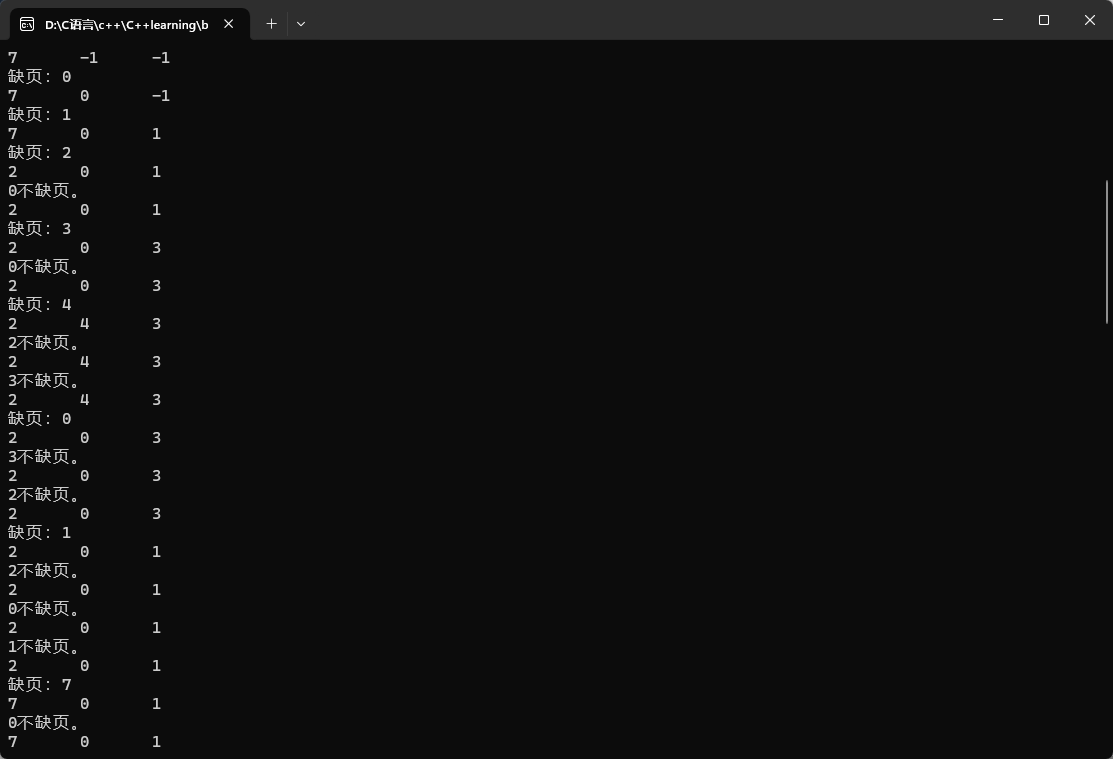 D:\C语言\c++\C++learning\b
7 -1 -1
缺页: 0
7 0 -1
缺页: 1
7 0 1
缺页: 2
2 0 1
0不缺页。
2 0 1
缺页: 3
2 0 3
0不缺页。
2 0 3
缺页: 4
2 4 3
2不缺页。
2 4 3
3不缺页。
2 4 3
缺页: 0
2 0 3
3不缺页。
2 0 3
2不缺页。
2 0 3
缺页: 1
2 0 1
2不缺页。
2 0 1
0不缺页。
2 0 1
1不缺页。
2 0 1
缺页: 7
7 0 1
0不缺页。
7 0 1